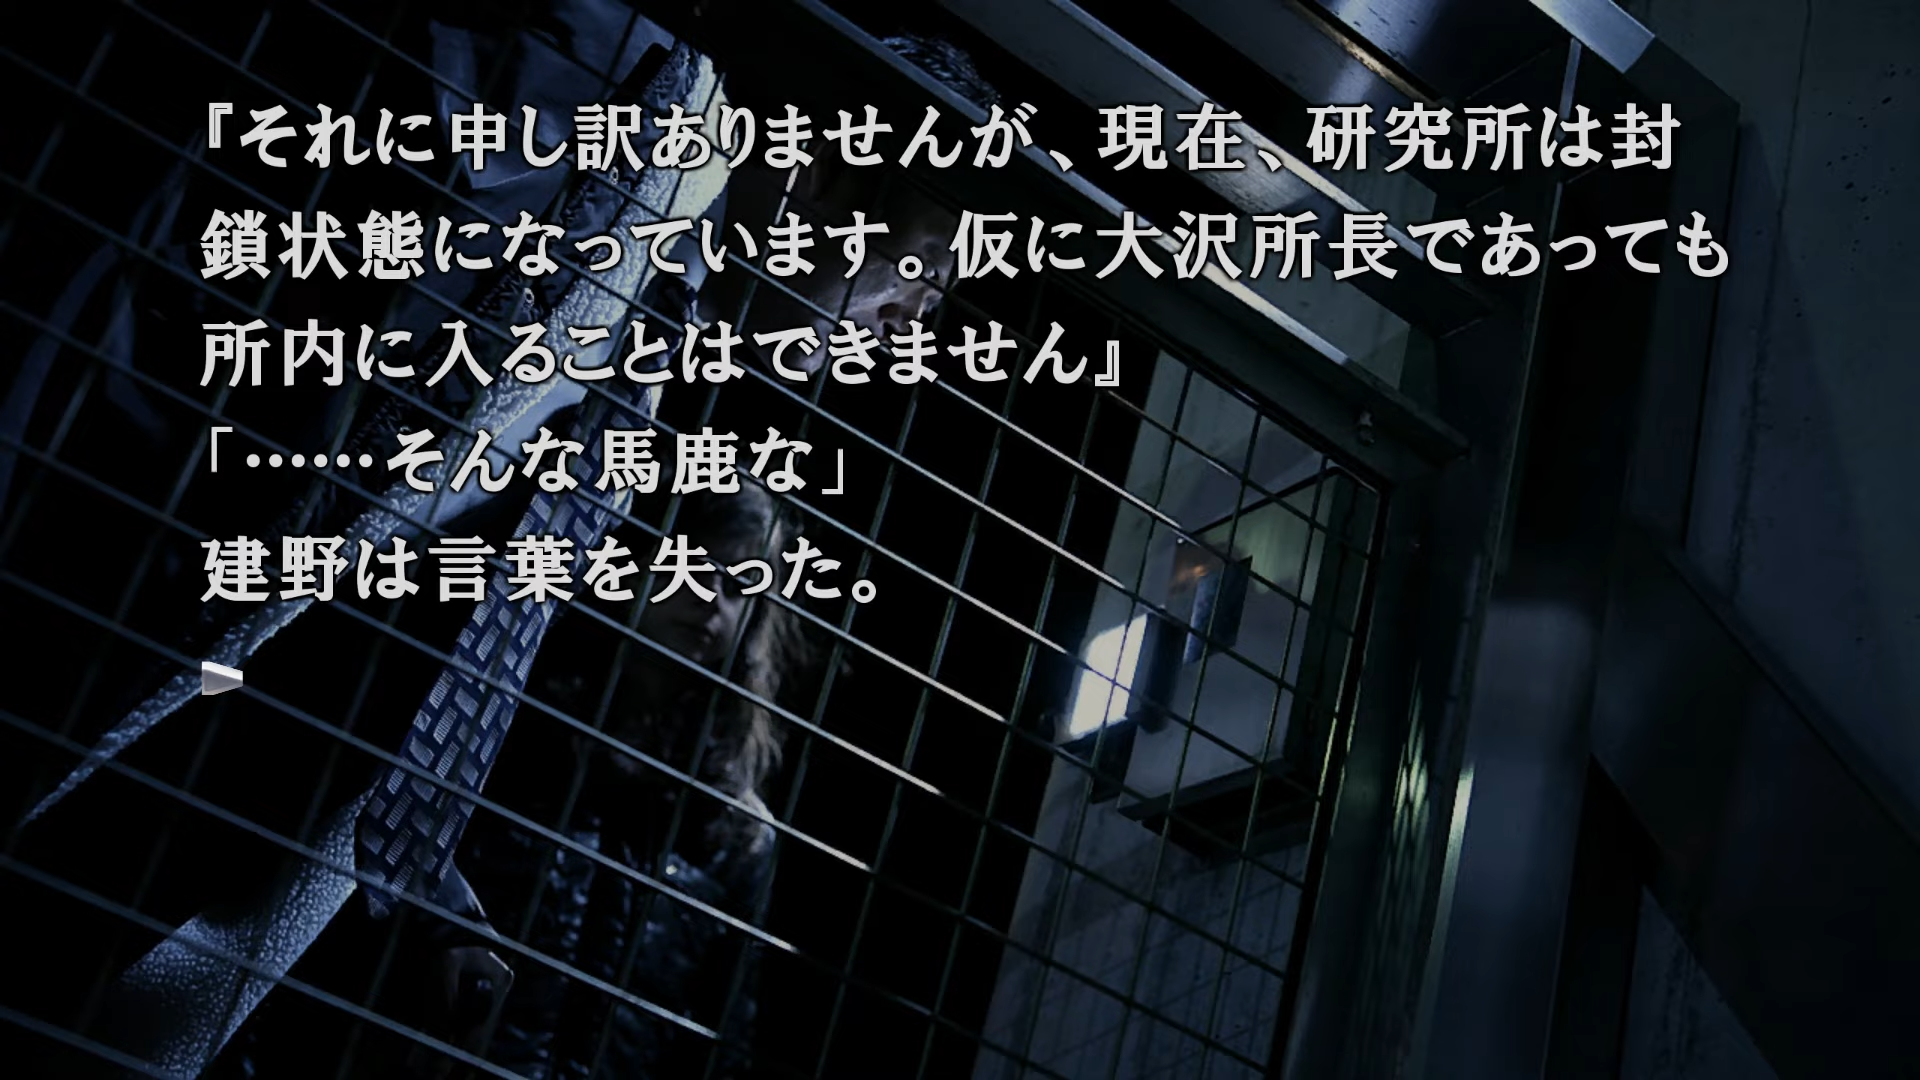 『それに申し訳ありませんが、現在、研究所は封
鎖状態になっています。仮に大沢所長であっても
所内に入ることはできません』
「……そんな馬鹿な」
建野は言葉を失った。